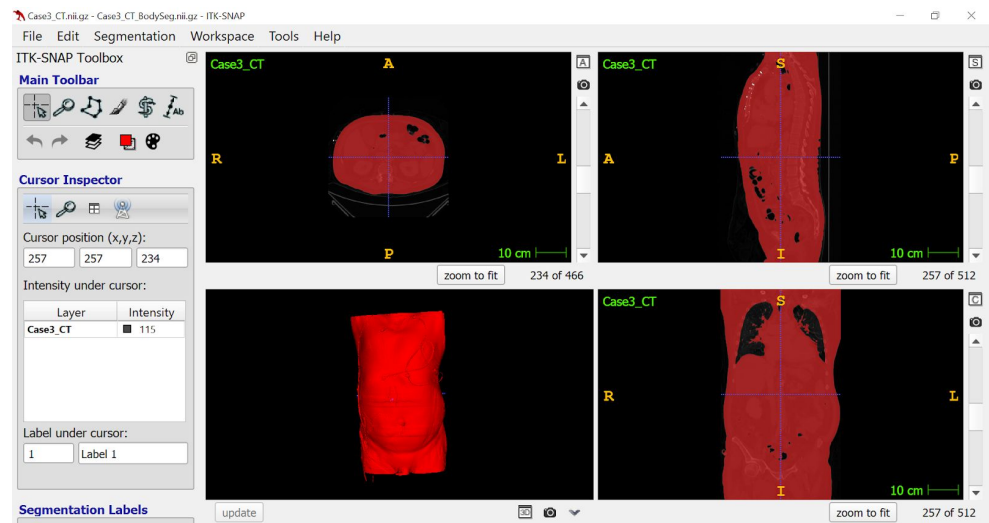 Case3_CT.nii.gz - Case3_CT_BodySeg.nii.gz - ITK-SNAP
File Edit Segmentation Workspace Tools Help
ITK-SNAP Toolbox
Main Toolbar
Ab
Cursor Inspector
Cursor position (x,y,z):
257 257 234
Intensity under cursor:
Layer Intensity
Case3_CT 115
Label under cursor:
1 Label 1
Segmentation Labels
Case3_CT
A
A
R
L
P
10 cm
zoom to fit 234 of 466
Case3_CT
S
S
A
P
I
10 cm
zoom to fit 257 of 512
update 3D
Case3_CT
S
C
R
L
I
10 cm
zoom to fit 257 of 512